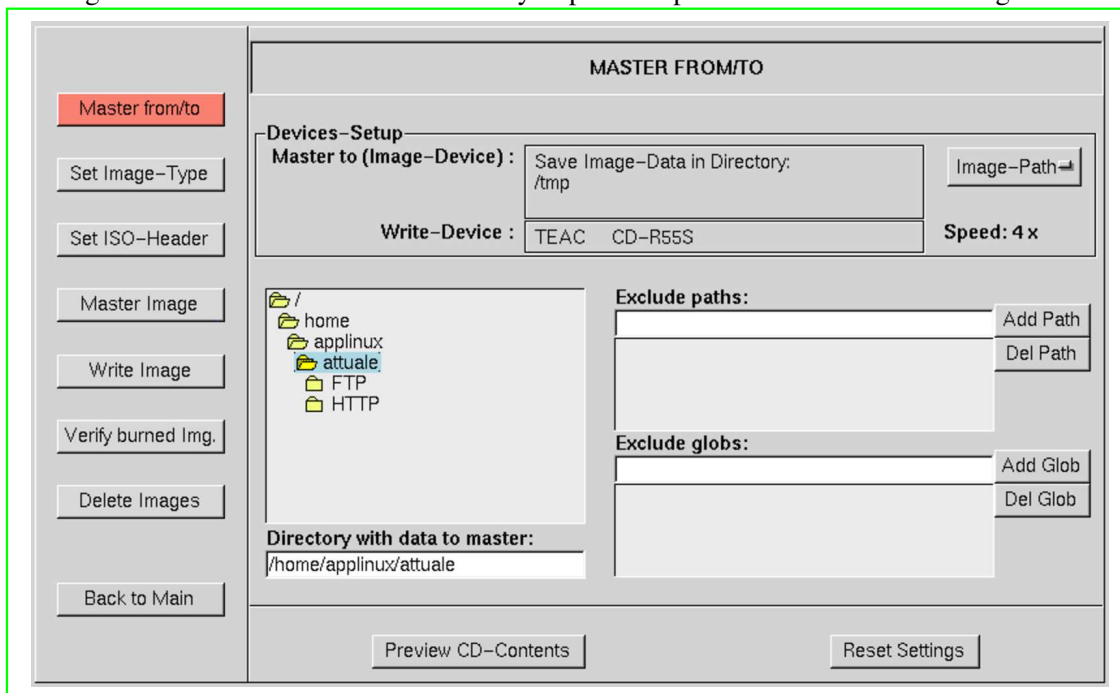 MASTER FROM/TO
Master from/to
Set Image-Type
Set ISO-Header
Master Image
Write Image
Verify burned Img.
Delete Images
Back to Main
Devices-Setup
Master to (Image-Device) :
Save Image-Data in Directory:
/tmp
Image-Path
Write-Device :
TEAC CD-R55S
Speed: 4 x
/
home
applinux
attuale
FTP
HTTP
Directory with data to master:
/home/applinux/attuale
Exclude paths:
Add Path
Del Path
Exclude globs:
Add Glob
Del Glob
Preview CD-Contents
Reset Settings